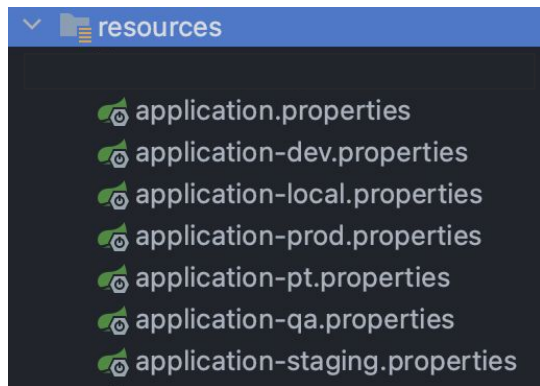 resources
application.properties
application-dev.properties
application-local.properties
application-prod.properties
application-pt.properties
application-qa.properties
application-staging.properties